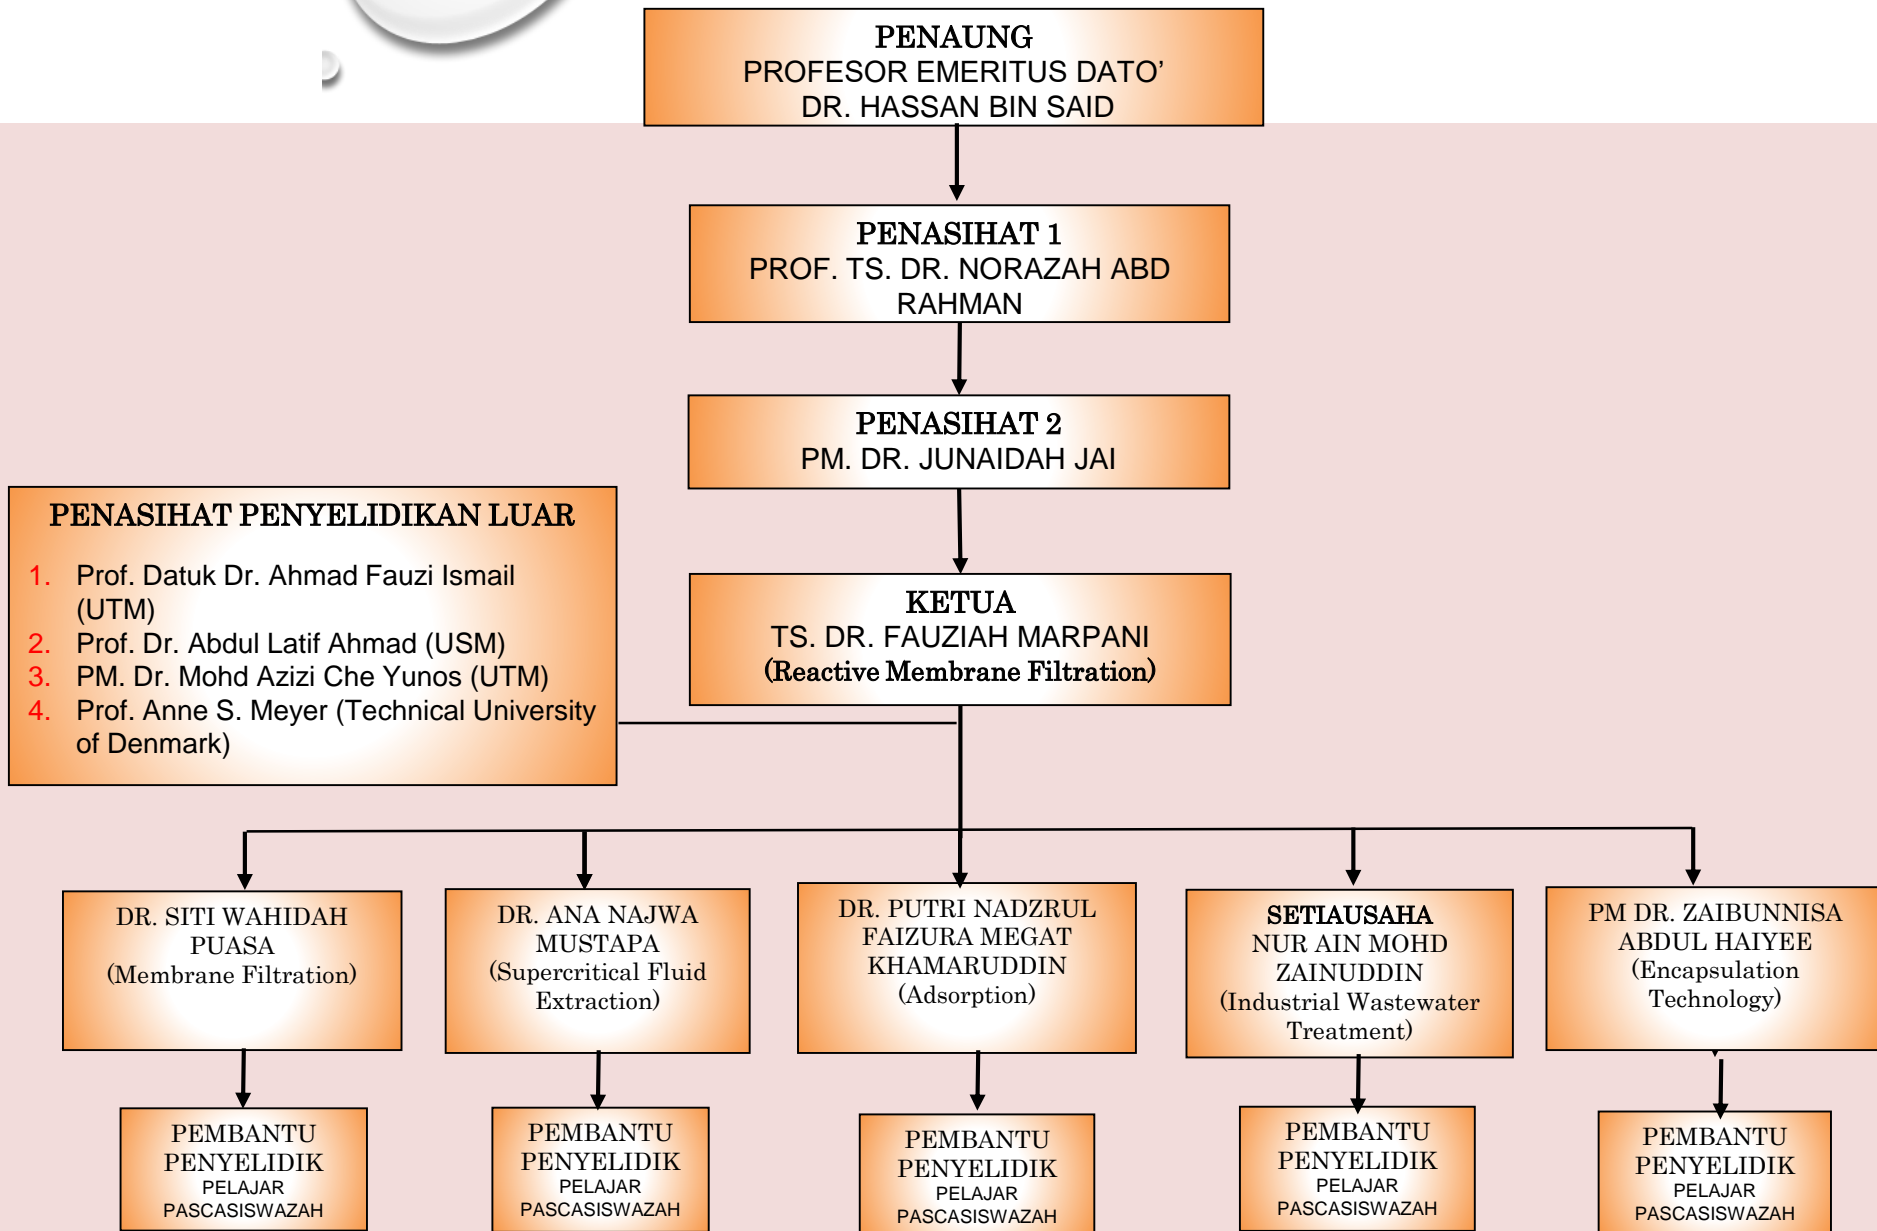 PENAUNG
PROFESOR EMERITUS DATO’
DR. HASSAN BIN SAID
PENASIHAT 1
PROF. TS. DR. NORAZAH ABD
RAHMAN
PENASIHAT 2
PM. DR. JUNAIDAH JAI
PENASIHAT PENYELIDIKAN LUAR
1. Prof. Datuk Dr. Ahmad Fauzi Ismail
(UTM)
2. Prof. Dr. Abdul Latif Ahmad (USM)
3. PM. Dr. Mohd Azizi Che Yunos (UTM)
4. Prof. Anne S. Meyer (Technical University
of Denmark)
KETUA
TS. DR. FAUZIAH MARPANI
(Reactive Membrane Filtration)
DR. SITI WAHIDAH
PUASA
(Membrane Filtration)
DR. ANA NAJWA
MUSTAPA
(Supercritical Fluid
Extraction)
DR. PUTRI NADZRUL
FAIZURA MEGAT
KHAMARUDDIN
(Adsorption)
SETIAUSAHA
NUR AIN MOHD
ZAINUDDIN
(Industrial Wastewater
Treatment)
PM DR. ZAIBUNNISA
ABDUL HAIYEE
(Encapsulation
Technology)
PEMBANTU
PENYELIDIK
PELAJAR
PASCASISWAZAH
PEMBANTU
PENYELIDIK
PELAJAR
PASCASISWAZAH
PEMBANTU
PENYELIDIK
PELAJAR
PASCASISWAZAH
PEMBANTU
PENYELIDIK
PELAJAR
PASCASISWAZAH
PEMBANTU
PENYELIDIK
PELAJAR
PASCASISWAZAH